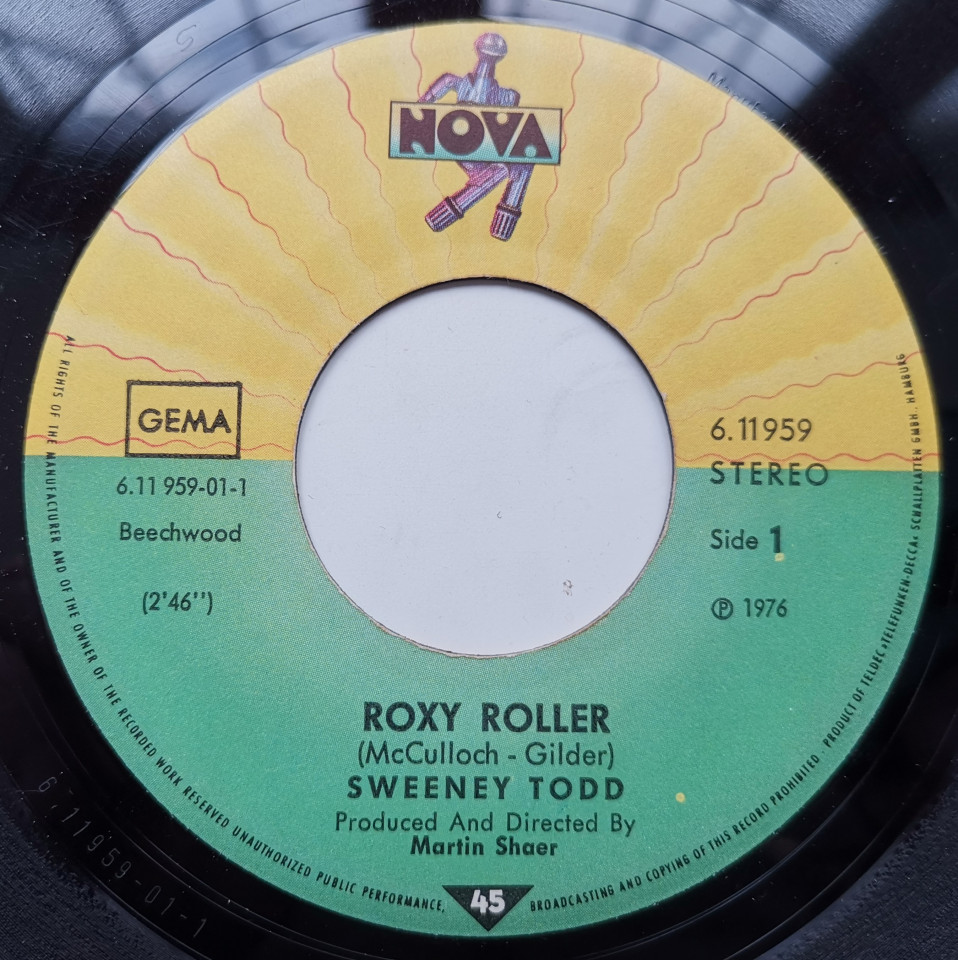 NOVA
GEMA
6.11 959-01-1
Beechwood
(2'46")
6.11959
STEREO
Side 1
℗ 1976
ROXY ROLLER
(McCulloch - Gilder)
SWEENEY TODD
Produced And Directed By
Martin Shaer
45
ALL RIGHTS OF THE MANUFACTURER AND OF THE OWNER OF THE RECORDED WORK RESERVED UNAUTHORIZED PUBLIC PERFORMANCE, BROADCASTING AND COPYING OF THIS RECORD PROHIBITED · PRODUCT OF TELDEC »TELEFUNKEN-DECCA« SCHALLPLATTEN GMBH., HAMBURG
6.11959-01-1